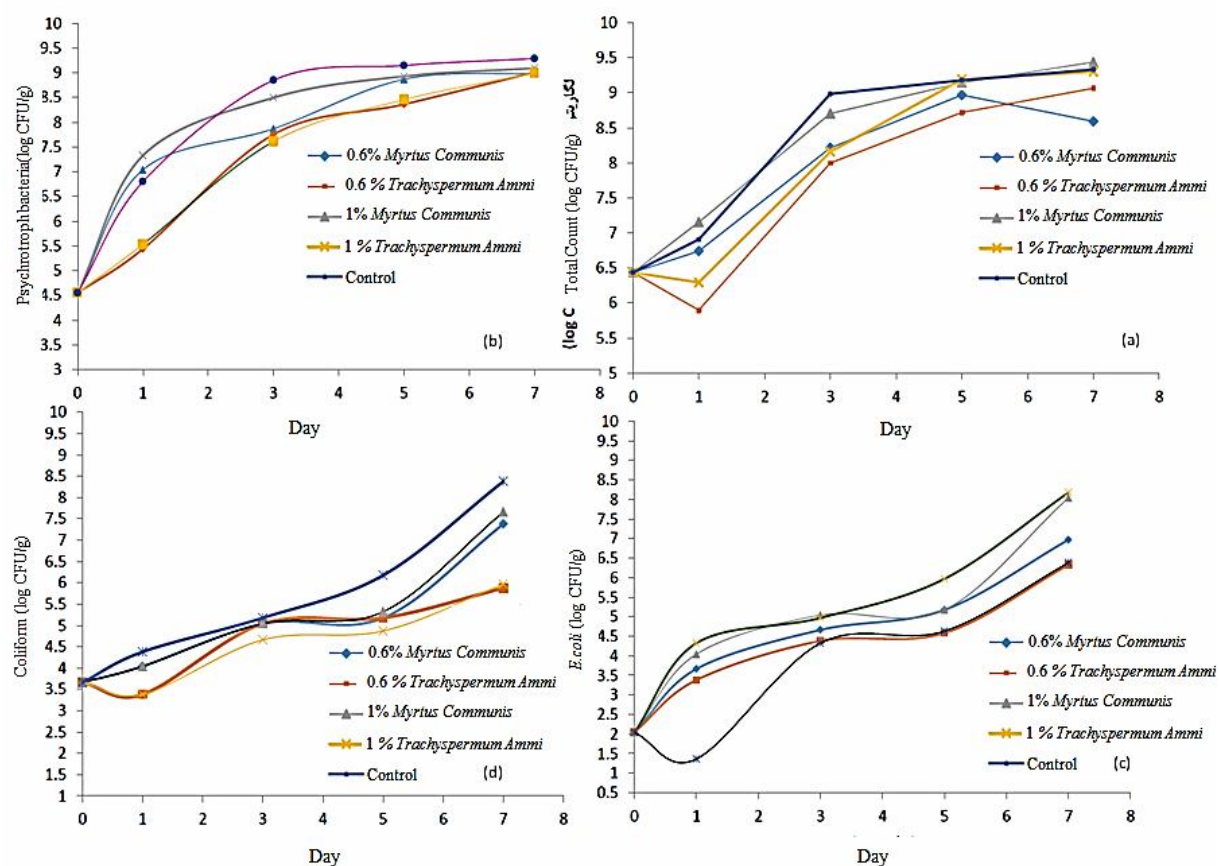 10
9.5
9
8.5
8
7.5
7
6.5
6
5.5
5
4.5
4
3.5
3
Psychrotroph bacteria(log CFU/g)
0.6% Myrtus Communis
0.6 % Trachyspermum Ammi
1% Myrtus Communis
1 % Trachyspermum Ammi
Control
(b)
0 1 2 3 4 5 6 7 8
Day
10
9.5
9
8.5
8
7.5
7
6.5
6
5.5
5
(log C
Total Count (log CFU/g)
0.6% Myrtus Communis
0.6 % Trachyspermum Ammi
1% Myrtus Communis
1 % Trachyspermum Ammi
Control
(a)
0 1 2 3 4 5 6 7 8
Day
10
9.5
9
8.5
8
7.5
7
6.5
6
5.5
5
4.5
4
3.5
3
2.5
2
1.5
1
Coliform (log CFU/g)
0.6% Myrtus Communis
0.6 % Trachyspermum Ammi
1% Myrtus Communis
1 % Trachyspermum Ammi
Control
(d)
0 1 2 3 4 5 6 7 8
Day
10
9.5
9
8.5
8
7.5
7
6.5
6
5.5
5
4.5
4
3.5
3
2.5
2
1.5
1
0.5
E.coli (log CFU/g)
0.6% Myrtus Communis
0.6 % Trachyspermum Ammi
1% Myrtus Communis
1 % Trachyspermum Ammi
Control
(c)
0 1 2 3 4 5 6 7 8
Day